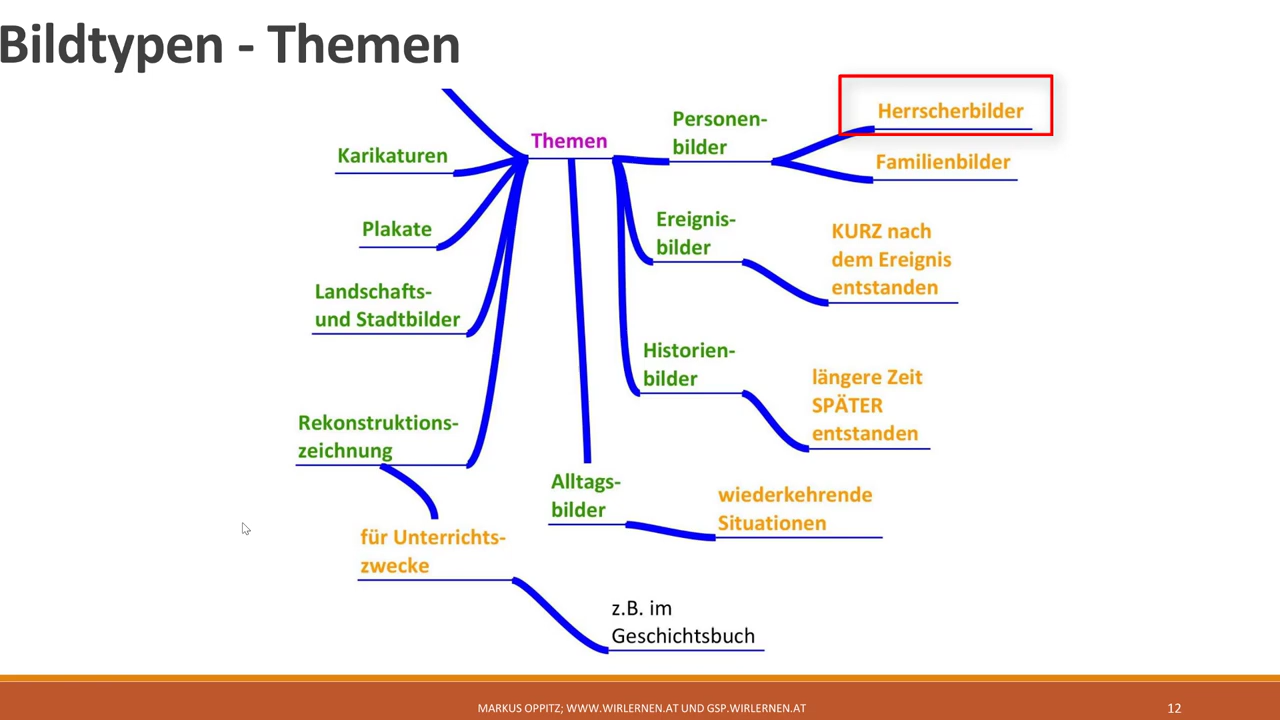 Bildtypen - Themen
Themen
Personen-
bilder
Herrscherbilder
Familienbilder
Ereignis-
bilder
KURZ nach
dem Ereignis
entstanden
Historien-
bilder
längere Zeit
SPÄTER
entstanden
Alltags-
bilder
wiederkehrende
Situationen
Karikaturen
Plakate
Landschafts-
und Stadtbilder
Rekonstruktions-
zeichnung
für Unterrichts-
zwecke
z.B. im
Geschichtsbuch
MARKUS OPPITZ; WWW.WIRLERNEN.AT UND GSP.WIRLERNEN.AT
12